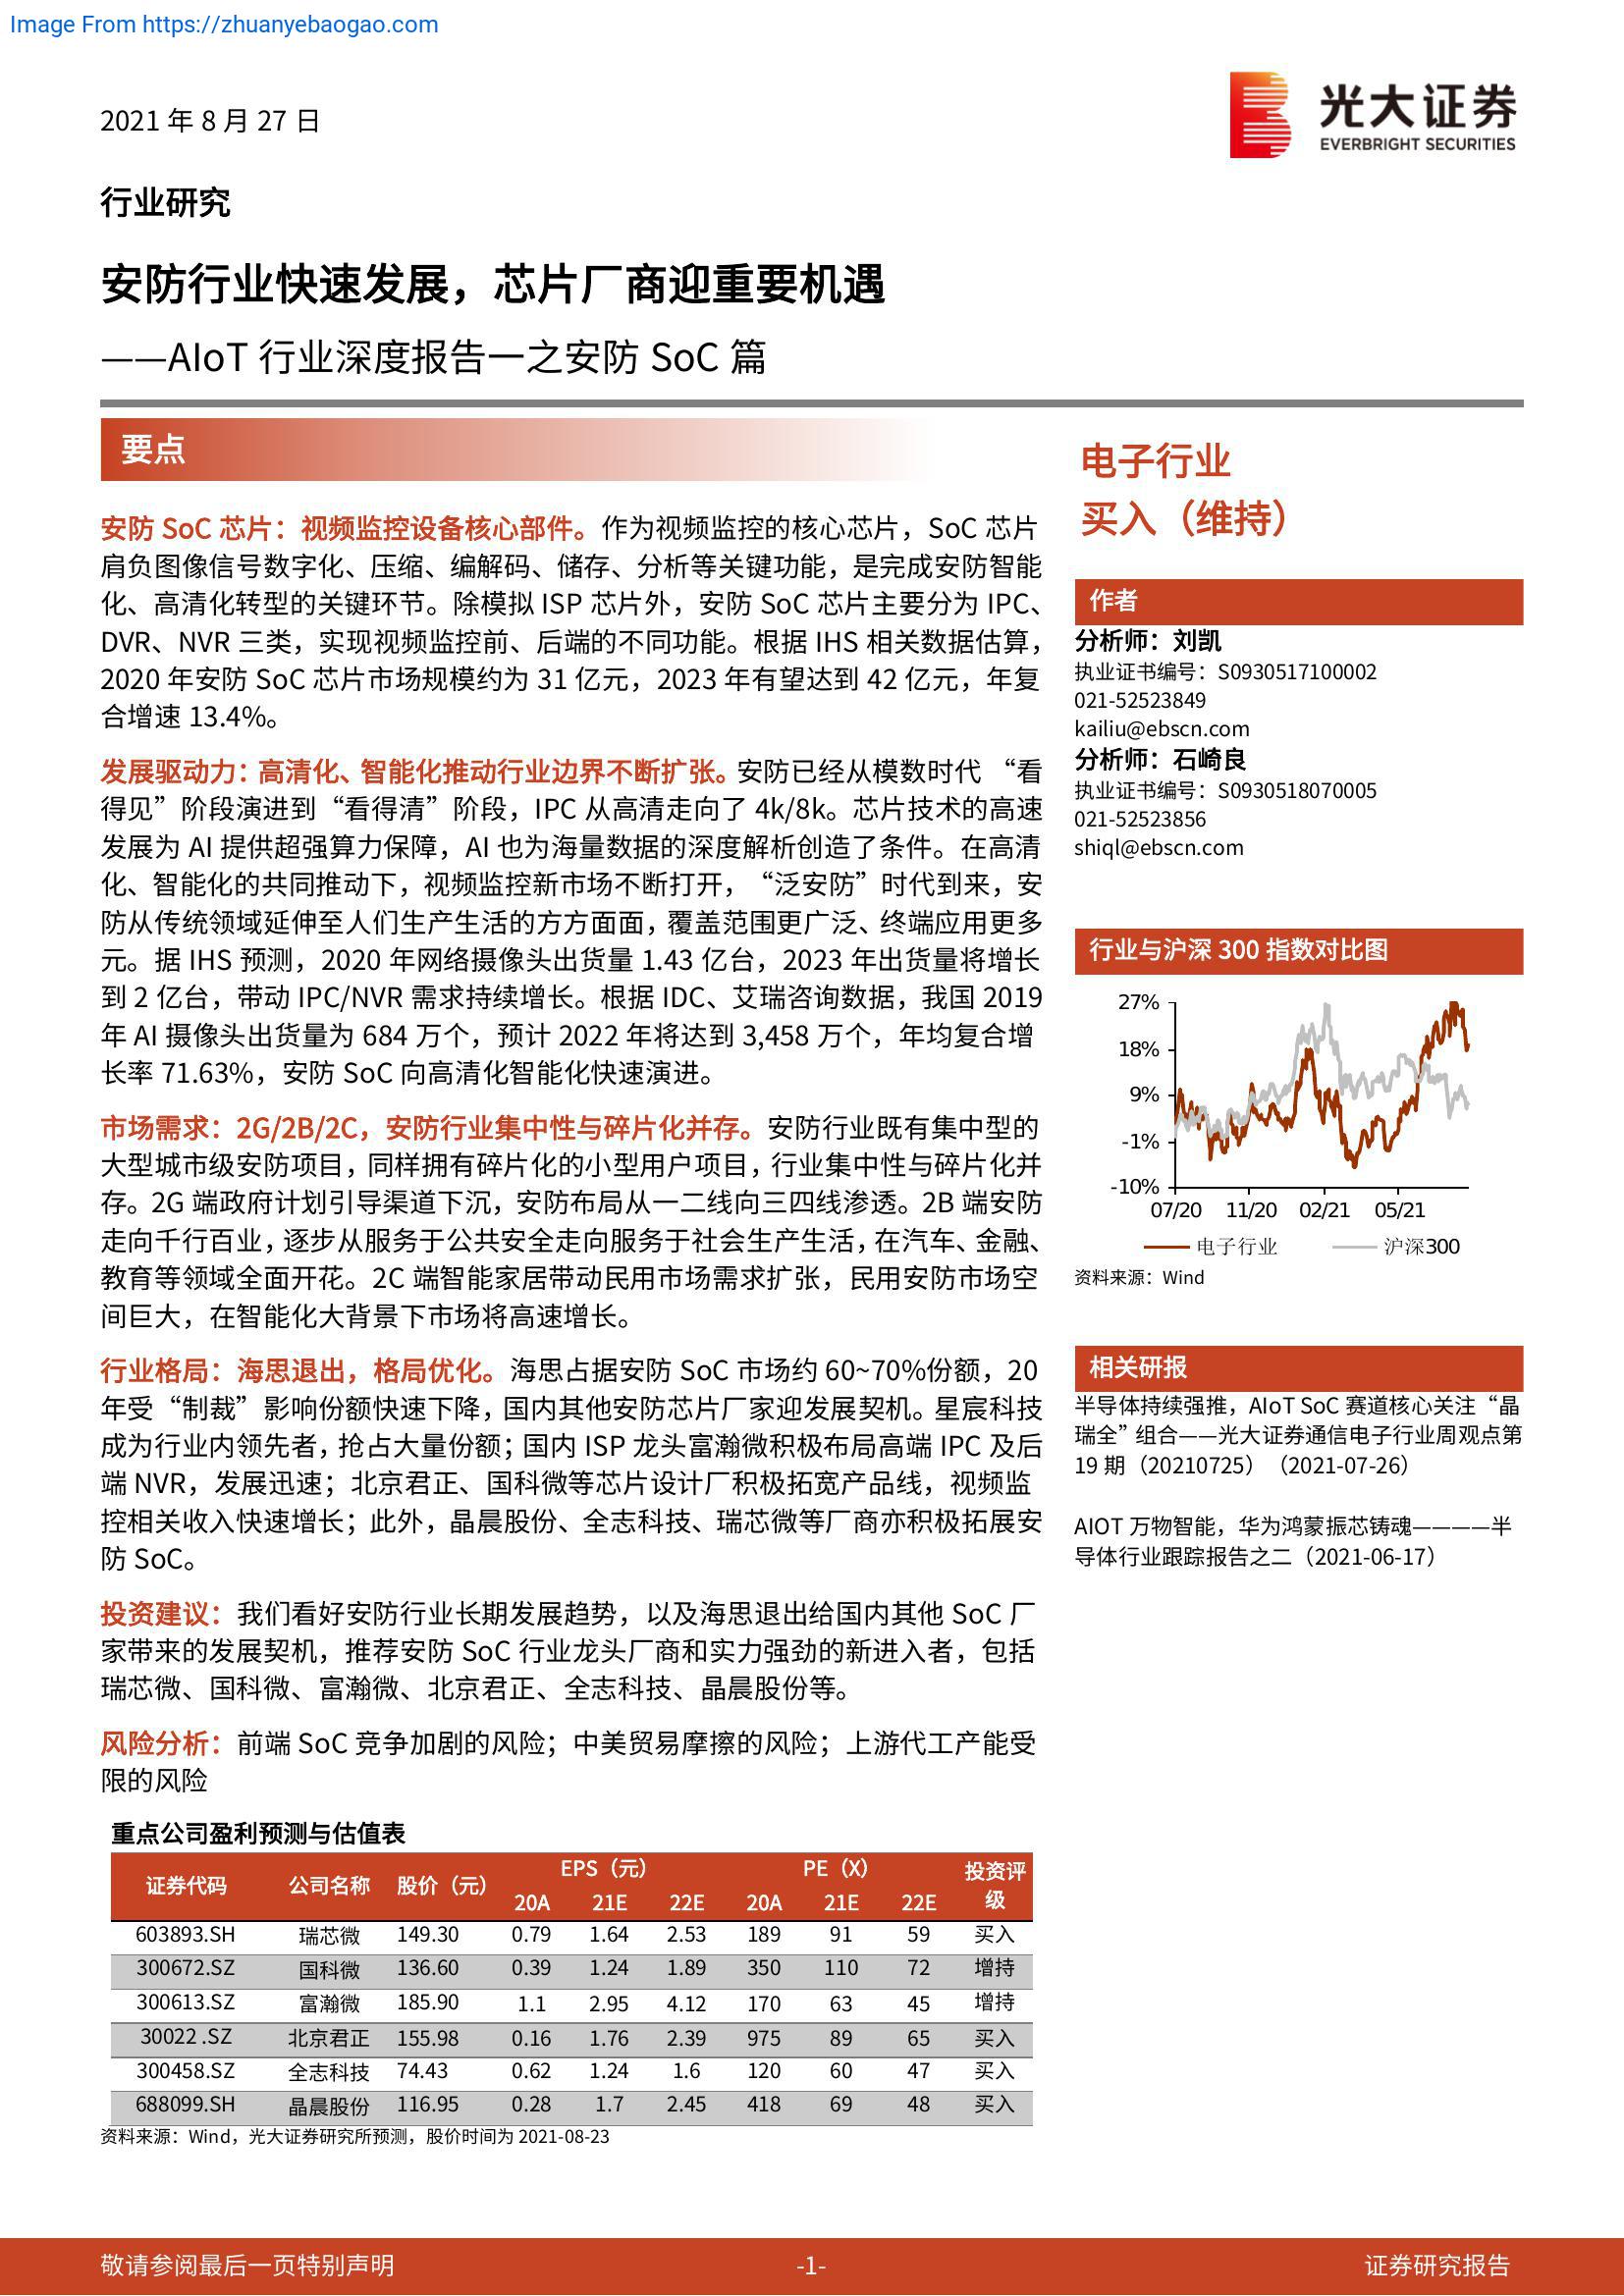 Image From https://zhuanyebaogao.com
2021 年 8 月 27 日
光大证券
EVERBRIGHT SECURITIES
行业研究
安防行业快速发展，芯片厂商迎重要机遇
——AIoT 行业深度报告一之安防 SoC 篇
要点
安防 SoC 芯片：视频监控设备核心部件。作为视频监控的核心芯片，SoC 芯片
肩负图像信号数字化、压缩、编解码、储存、分析等关键功能，是完成安防智能
化、高清化转型的关键环节。除模拟 ISP 芯片外，安防 SoC 芯片主要分为 IPC、
DVR、NVR 三类，实现视频监控前、后端的不同功能。根据 IHS 相关数据估算，
2020 年安防 SoC 芯片市场规模约为 31 亿元，2023 年有望达到 42 亿元，年复
合增速 13.4%。
发展驱动力：高清化、智能化推动行业边界不断扩张。安防已经从模数时代 “看
得见”阶段演进到“看得清”阶段，IPC 从高清走向了 4k/8k。芯片技术的高速
发展为 AI 提供超强算力保障，AI 也为海量数据的深度解析创造了条件。在高清
化、智能化的共同推动下，视频监控新市场不断打开，“泛安防”时代到来，安
防从传统领域延伸至人们生产生活的方方面面，覆盖范围更广泛、终端应用更多
元。据 IHS 预测，2020 年网络摄像头出货量 1.43 亿台，2023 年出货量将增长
到 2 亿台，带动 IPC/NVR 需求持续增长。根据 IDC、艾瑞咨询数据，我国 2019
年 AI 摄像头出货量为 684 万个，预计 2022 年将达到 3,458 万个，年均复合增
长率 71.63%，安防 SoC 向高清化智能化快速演进。
市场需求：2G/2B/2C，安防行业集中性与碎片化并存。安防行业既有集中型的
大型城市级安防项目，同样拥有碎片化的小型用户项目，行业集中性与碎片化并
存。2G 端政府计划引导渠道下沉，安防布局从一二线向三四线渗透。2B 端安防
走向千行百业，逐步从服务于公共安全走向服务于社会生产生活，在汽车、金融、
教育等领域全面开花。2C 端智能家居带动民用市场需求扩张，民用安防市场空
间巨大，在智能化大背景下市场将高速增长。
行业格局：海思退出，格局优化。海思占据安防 SoC 市场约 60~70%份额，20
年受“制裁”影响份额快速下降，国内其他安防芯片厂家迎发展契机。星宸科技
成为行业内领先者，抢占大量份额；国内 ISP 龙头富瀚微积极布局高端 IPC 及后
端 NVR，发展迅速；北京君正、国科微等芯片设计厂积极拓宽产品线，视频监
控相关收入快速增长；此外，晶晨股份、全志科技、瑞芯微等厂商亦积极拓展安
防 SoC。
投资建议：我们看好安防行业长期发展趋势，以及海思退出给国内其他 SoC 厂
家带来的发展契机，推荐安防 SoC 行业龙头厂商和实力强劲的新进入者，包括
瑞芯微、国科微、富瀚微、北京君正、全志科技、晶晨股份等。
风险分析：前端 SoC 竞争加剧的风险；中美贸易摩擦的风险；上游代工产能受
限的风险
重点公司盈利预测与估值表
证券代码 公司名称 股价（元） EPS（元） PE（X） 投资评级
20A 21E 22E 20A 21E 22E
603893.SH 瑞芯微 149.30 0.79 1.64 2.53 189 91 59 买入
300672.SZ 国科微 136.60 0.39 1.24 1.89 350 110 72 增持
300613.SZ 富瀚微 185.90 1.1 2.95 4.12 170 63 45 增持
30022 .SZ 北京君正 155.98 0.16 1.76 2.39 975 89 65 买入
300458.SZ 全志科技 74.43 0.62 1.24 1.6 120 60 47 买入
688099.SH 晶晨股份 116.95 0.28 1.7 2.45 418 69 48 买入
资料来源：Wind，光大证券研究所预测，股价时间为 2021-08-23
电子行业
买入（维持）
作者
分析师：刘凯
执业证书编号：S0930517100002
021-52523849
kailiu@ebscn.com
分析师：石崎良
执业证书编号：S0930518070005
021-52523856
shiql@ebscn.com
行业与沪深 300 指数对比图
27%
18%
9%
-1%
-10%
07/20 11/20 02/21 05/21
电子行业 沪深300
资料来源：Wind
相关研报
半导体持续强推，AIoT SoC 赛道核心关注“晶
瑞全”组合——光大证券通信电子行业周观点第
19 期（20210725）（2021-07-26）
AIOT 万物智能，华为鸿蒙振芯铸魂————半
导体行业跟踪报告之二（2021-06-17）
敬请参阅最后一页特别声明 -1- 证券研究报告